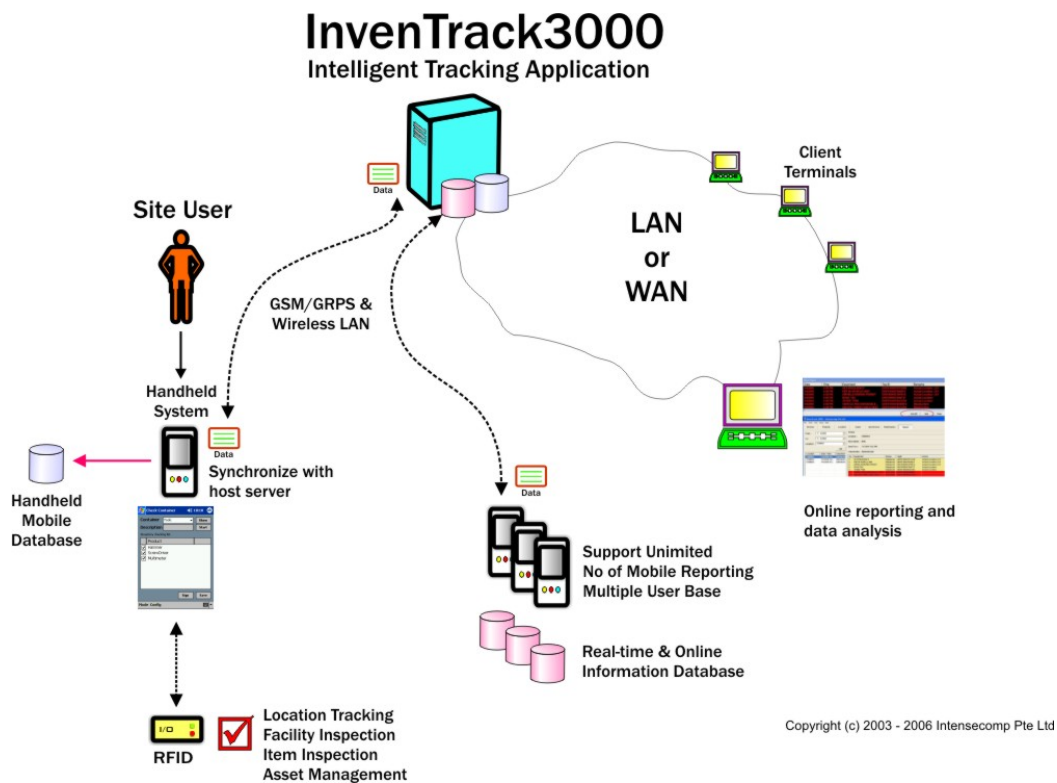 InvenTrack3000
Intelligent Tracking Application
Data
Client
Terminals
Site User
LAN
or
WAN
GSM/GRPS &
Wireless LAN
Handheld
System
Data
Synchronize with
host server
Handheld
Mobile
Database
Data
Online reporting and
data analysis
Support Unimited
No of Mobile Reporting
Multiple User Base
Real-time & Online
Information Database
I/O
RFID
Location Tracking
Facility Inspection
Item Inspection
Asset Management
Copyright (c) 2003 - 2006 Intensecomp Pte Ltd